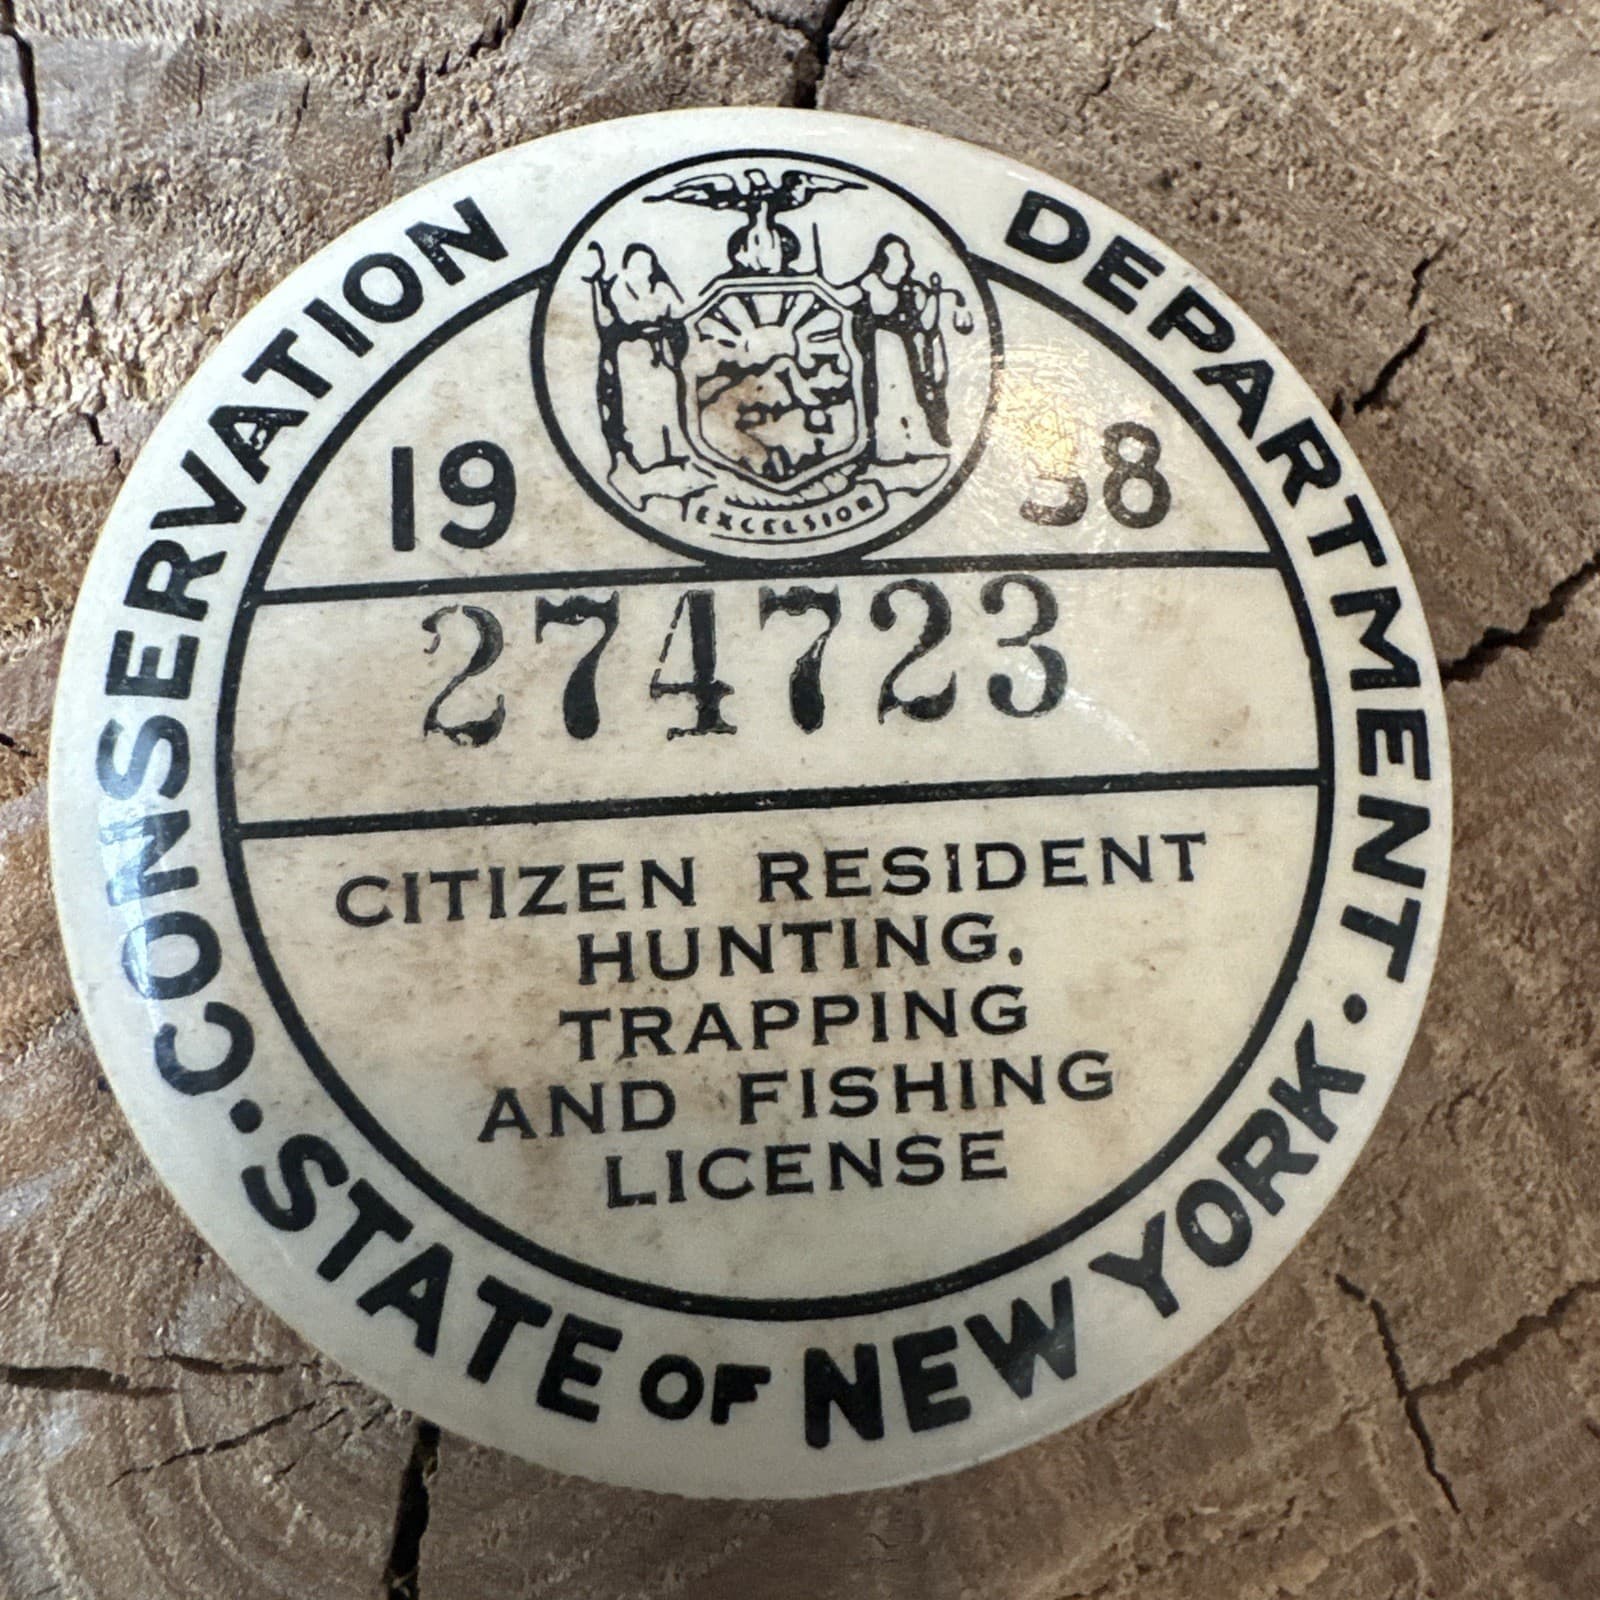 CONSERVATION DEPARTMENT
EXCELSIOR
19 38
274723
CITIZEN RESIDENT
HUNTING,
TRAPPING
AND FISHING
LICENSE
• STATE OF NEW YORK •